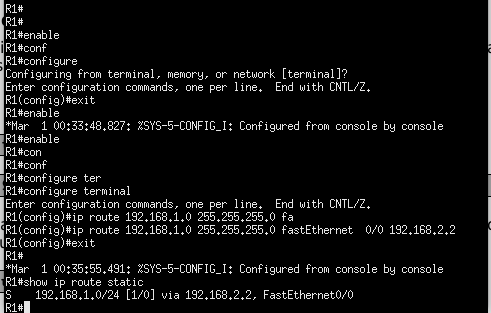 R1#
R1#
R1#enable
R1#conf
R1#configure
Configuring from terminal, memory, or network [terminal]?
Enter configuration commands, one per line.  End with CNTL/Z.
R1(config)#exit
R1#enable
*Mar  1 00:33:48.827: %SYS-5-CONFIG_I: Configured from console by console
R1#enable
R1#con
R1#conf
R1#configure ter
R1#configure terminal
Enter configuration commands, one per line.  End with CNTL/Z.
R1(config)#ip route 192.168.1.0 255.255.255.0 fa
R1(config)#ip route 192.168.1.0 255.255.255.0 fastEthernet  0/0 192.168.2.2
R1(config)#exit
R1#
*Mar  1 00:35:55.491: %SYS-5-CONFIG_I: Configured from console by console
R1#show ip route static
S    192.168.1.0/24 [1/0] via 192.168.2.2, FastEthernet0/0
R1#